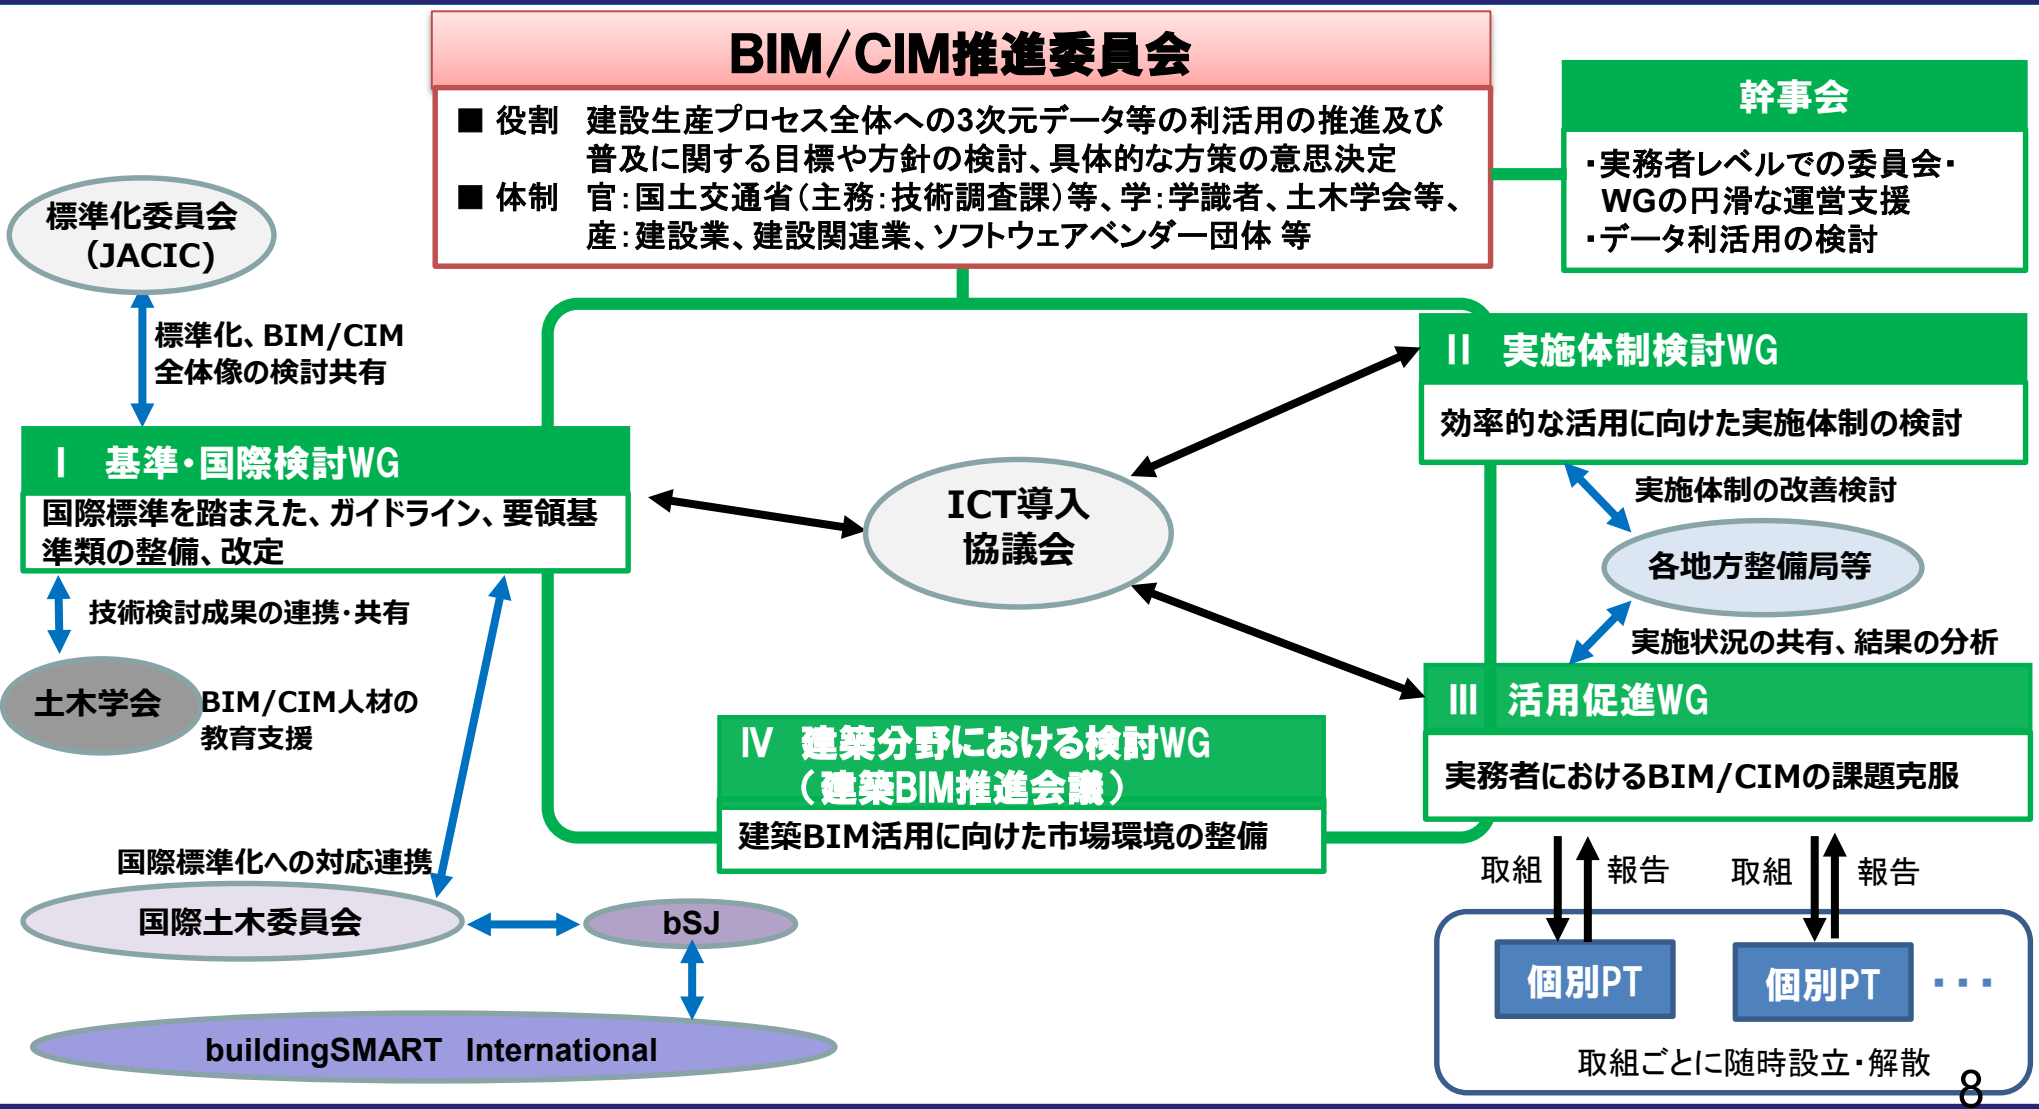 BIM/CIM推進委員会
■ 役割 建設生産プロセス全体への3次元データ等の利活用の推進及び
普及に関する目標や方針の検討、具体的な方策の意思決定
■ 体制 官：国土交通省（主務：技術調査課）等、学：学識者、土木学会等、
産：建設業、建設関連業、ソフトウェアベンダー団体 等
幹事会
・実務者レベルでの委員会・
WGの円滑な運営支援
・データ利活用の検討
標準化委員会
（JACIC)
標準化、BIM/CIM
全体像の検討共有
Ⅰ 基準・国際検討WG
国際標準を踏まえた、ガイドライン、要領基
準類の整備、改定
技術検討成果の連携・共有
土木学会
BIM/CIM人材の
教育支援
国際標準化への対応連携
国際土木委員会
bSJ
buildingSMART International
ICT導入
協議会
Ⅱ 実施体制検討WG
効率的な活用に向けた実施体制の検討
実施体制の改善検討
各地方整備局等
実施状況の共有、結果の分析
Ⅲ 活用促進WG
実務者におけるBIM/CIMの課題克服
Ⅳ 建築分野における検討WG
（建築BIM推進会議）
建築BIM活用に向けた市場環境の整備
取組 報告 取組 報告
個別PT 個別PT ・・・
取組ごとに随時設立・解散
8